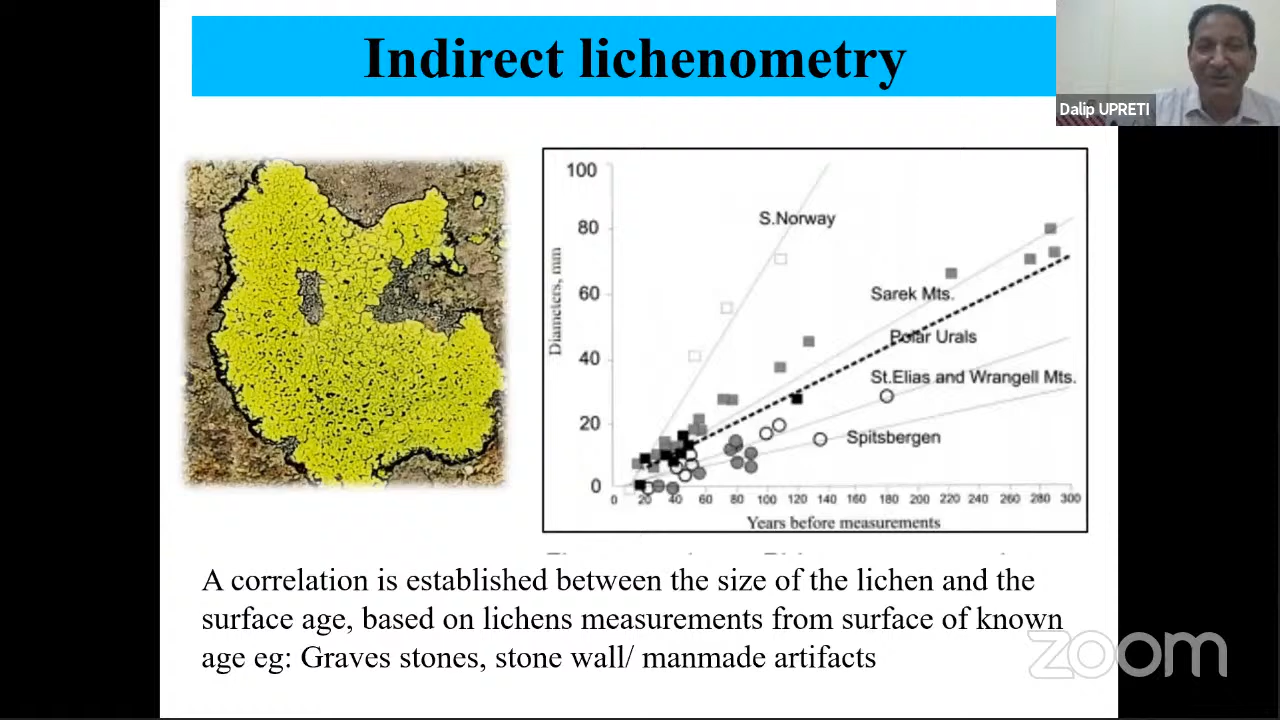 Indirect lichenometry
Dalip UPRETI
100
80
60
40
20
0
Diameters, mm
S.Norway
Sarek Mts.
Polar Urals
St.Elias and Wrangell Mts.
Spitsbergen
0 20 40 60 80 100 120 140 160 180 200 220 240 260 280 300
Years before measurements
A correlation is established between the size of the lichen and the
surface age, based on lichens measurements from surface of known
age eg: Graves stones, stone wall/ manmade artifacts
zoom